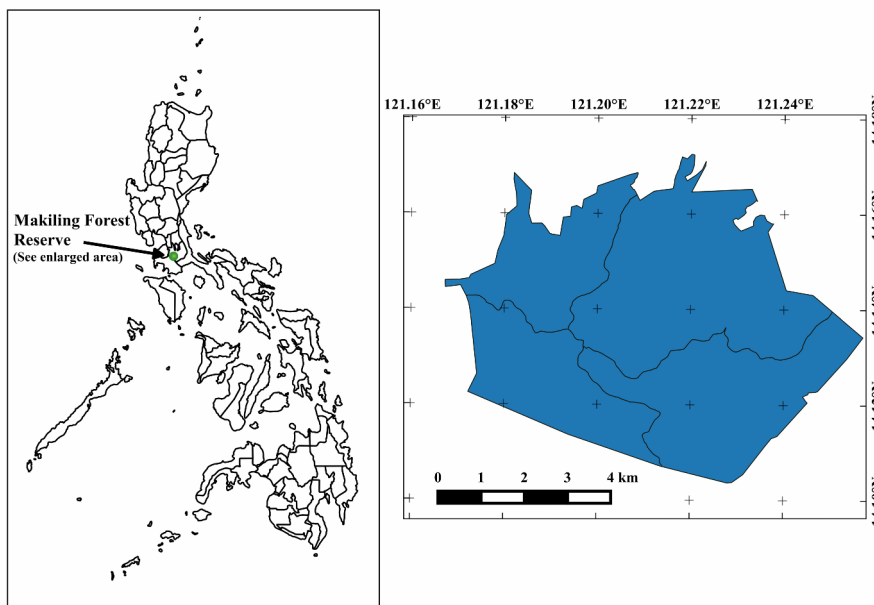 Makiling Forest
Reserve
(See enlarged area)
121.16°E 121.18°E 121.20°E 121.22°E 121.24°E
0 1 2 3 4 km